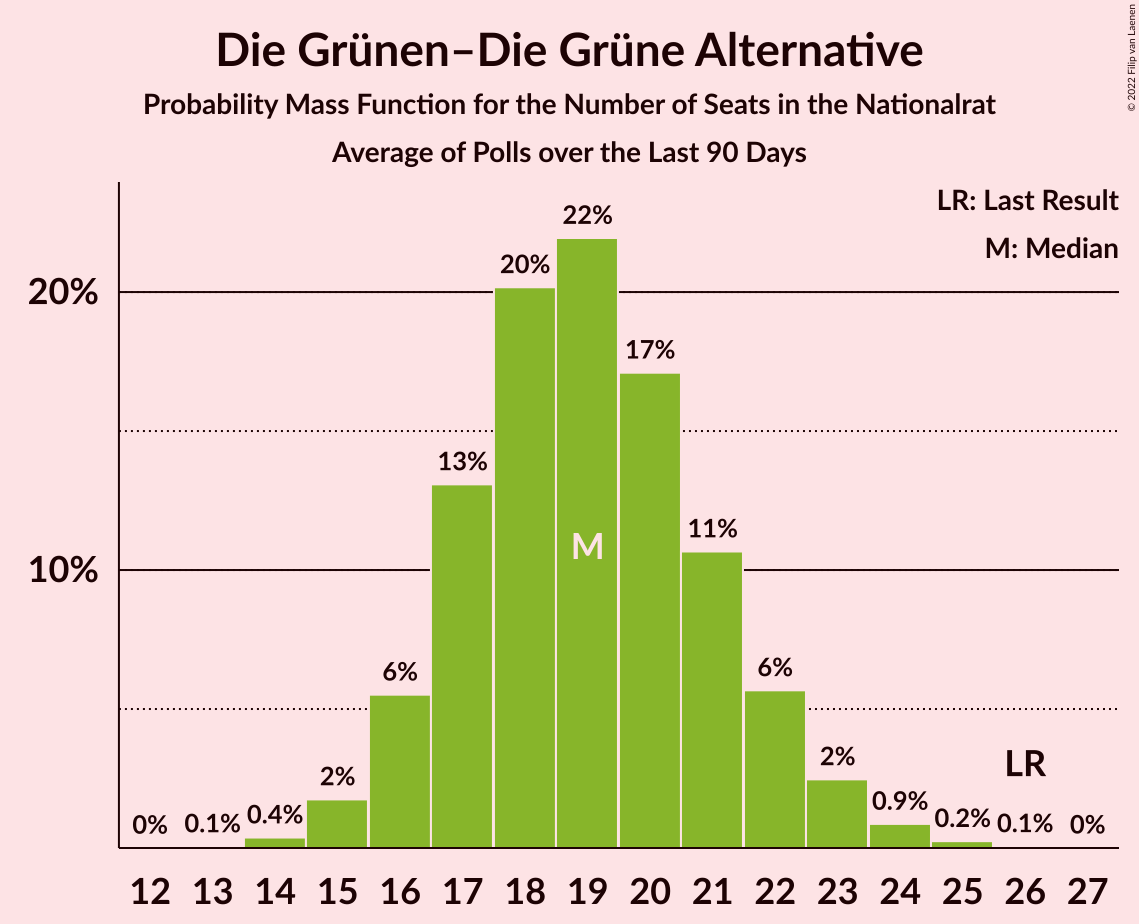 Die Grünen–Die Grüne Alternative
Probability Mass Function for the Number of Seats in the Nationalrat
Average of Polls over the Last 90 Days
© 2022 Filip van Laenen
LR: Last Result
M: Median
20%
10%
0%
0.1%
0.4%
2%
6%
13%
20%
22%
17%
11%
6%
2%
0.9%
0.2%
0.1%
0%
M
LR
12 13 14 15 16 17 18 19 20 21 22 23 24 25 26 27